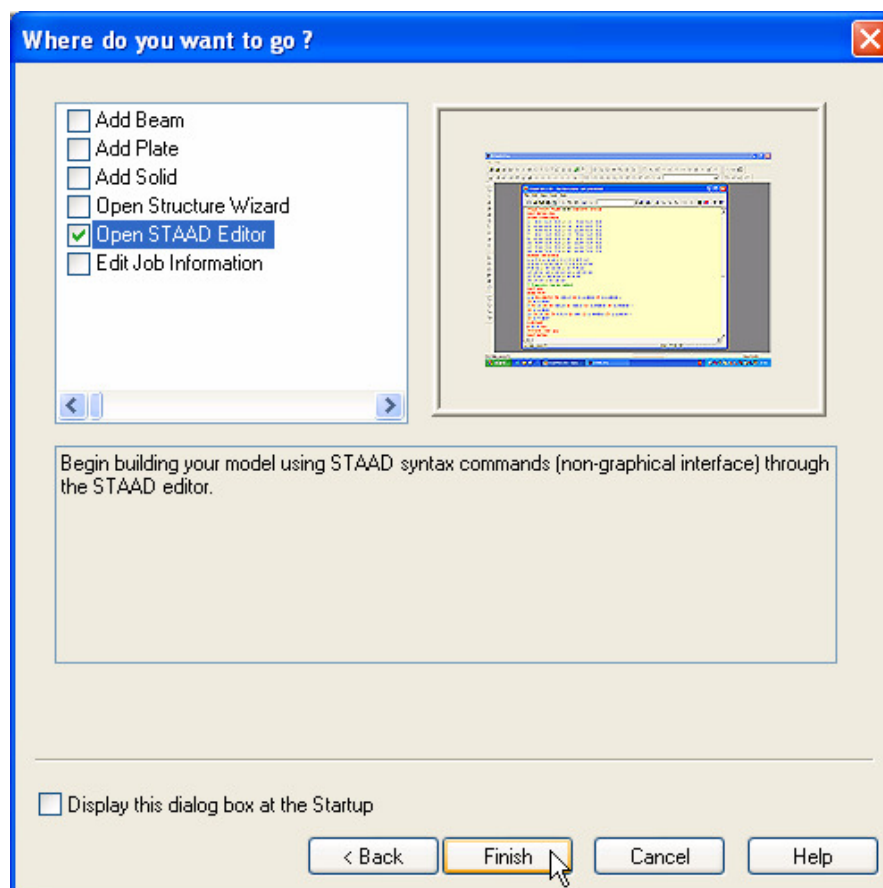 Where do you want to go ?
Add Beam
Add Plate
Add Solid
Open Structure Wizard
Open STAAD Editor
Edit Job Information
Begin building your model using STAAD syntax commands (non-graphical interface) through
the STAAD editor.
Display this dialog box at the Startup
< Back Finish Cancel Help